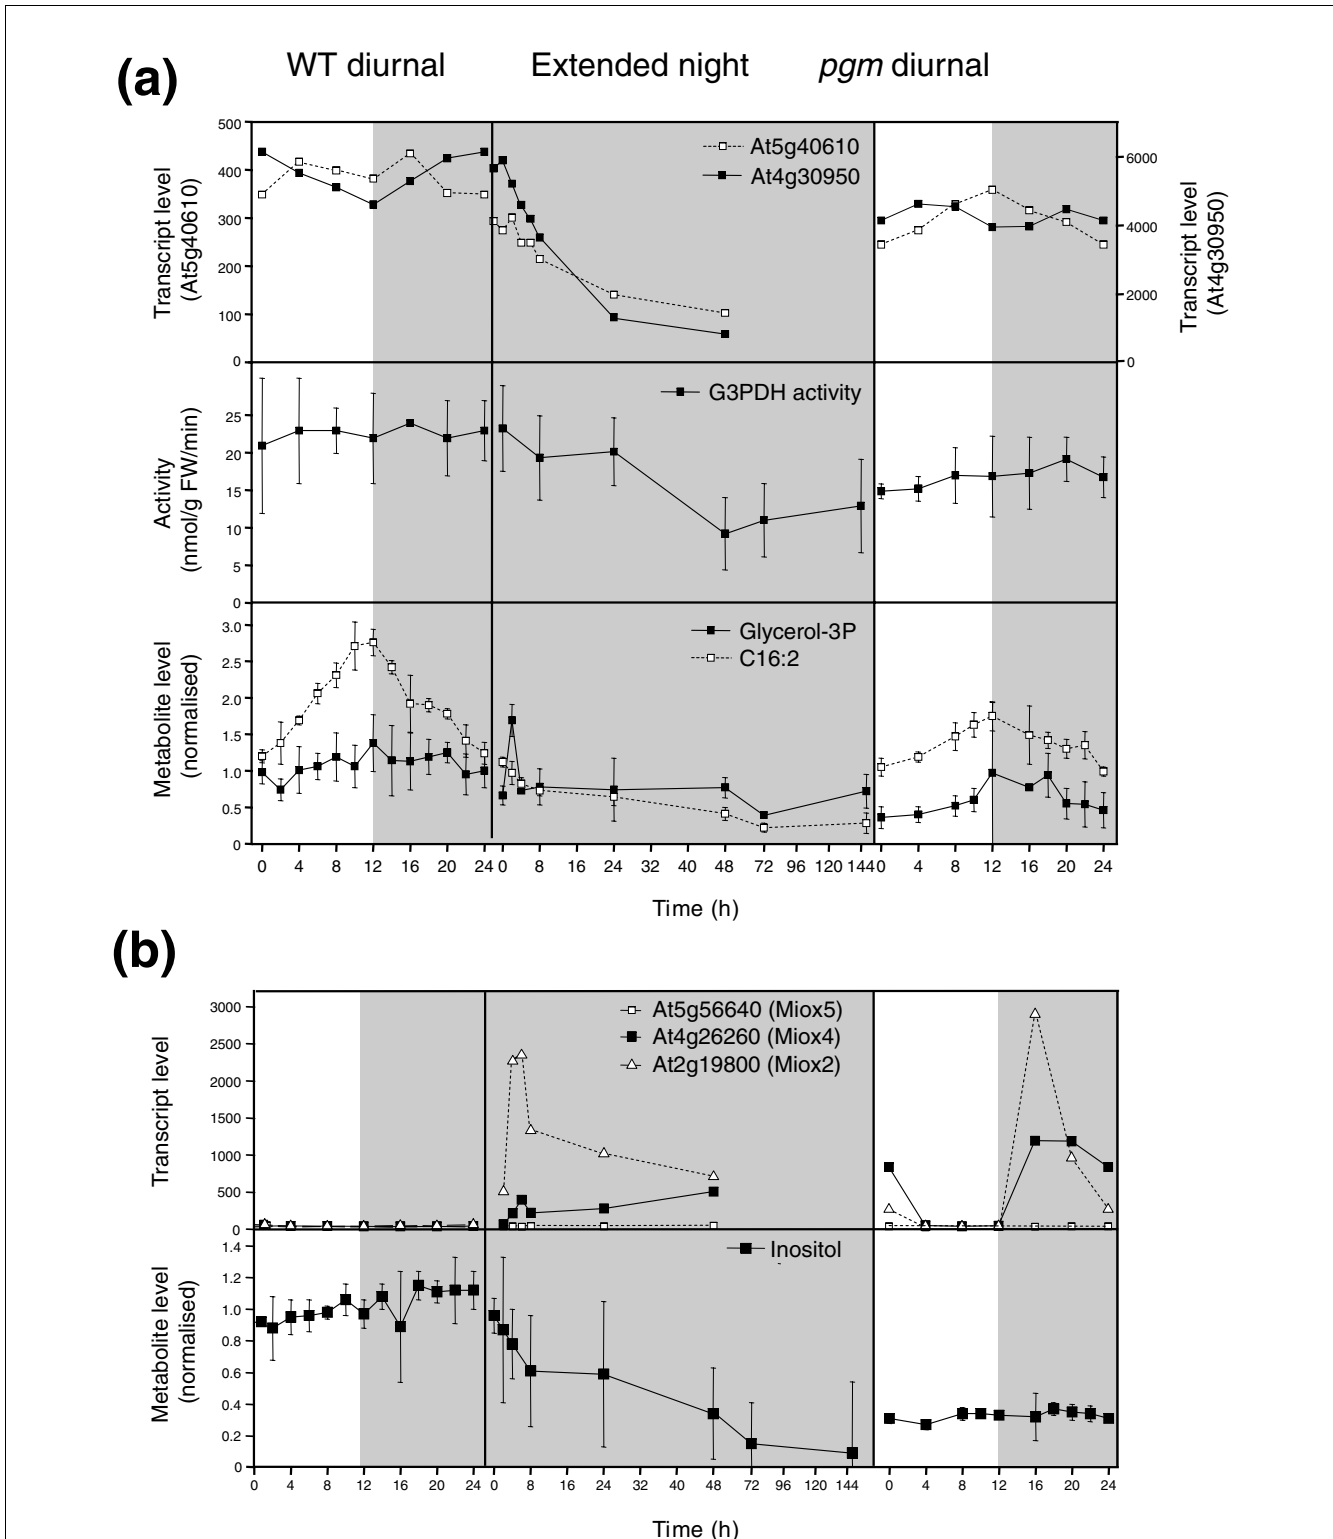 (a)
WT diurnal
Extended night
pgm diurnal
Transcript level
(At5g40610)
500
400
300
200
100
0
At5g40610
At4g30950
6000
4000
2000
0
Transcript level
(At4g30950)
Activity
(nmol/g FW/min)
25
20
15
10
5
0
G3PDH activity
Metabolite level
(normalised)
3.0
2.5
2.0
1.5
1.0
0.5
0
Glycerol-3P
C16:2
0 4 8 12 16 20 24 0 8 16 24 32 40 48 72 96 120 144 0 4 8 12 16 20 24
Time (h)
(b)
Transcript level
3000
2500
2000
1500
1000
500
0
At5g56640 (Miox5)
At4g26260 (Miox4)
At2g19800 (Miox2)
Metabolite level
(normalised)
1.4
1.2
1.0
0.8
0.6
0.4
0.2
0
Inositol
0 4 8 12 16 20 24 0 8 16 24 32 40 48 72 96 120 144 0 4 8 12 16 20 24
Time (h)